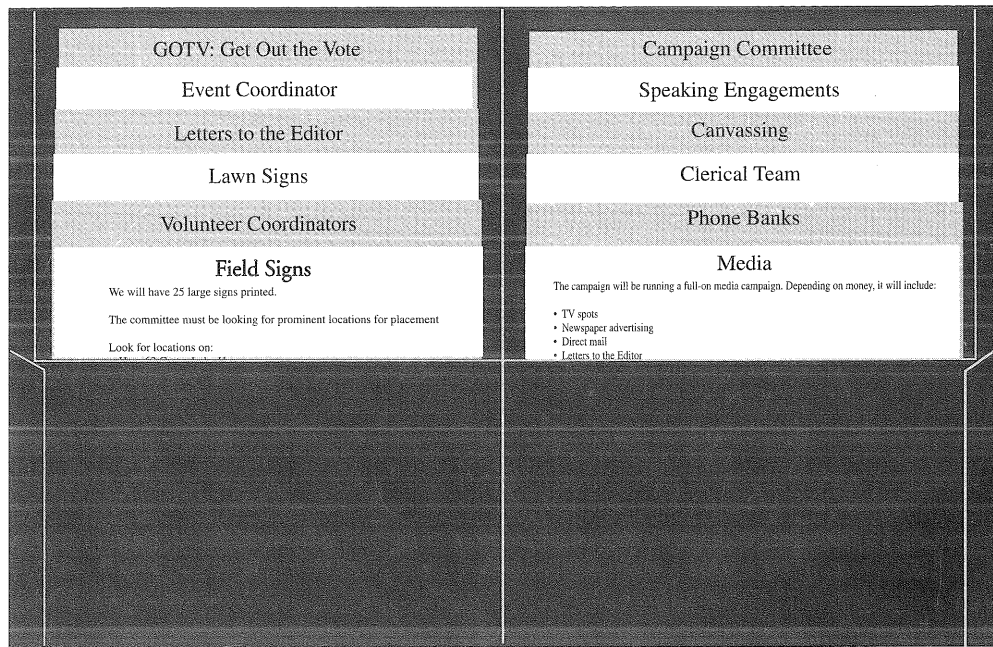 GOTV: Get Out the Vote
Event Coordinator
Letters to the Editor
Lawn Signs
Volunteer Coordinators
Field Signs
We will have 25 large signs printed.
The committee must be looking for prominent locations for placement
Look for locations on:
Campaign Committee
Speaking Engagements
Canvassing
Clerical Team
Phone Banks
Media
The campaign will be running a full-on media campaign. Depending on money, it will include:
• TV spots
• Newspaper advertising
• Direct mail
• Letters to the Editor